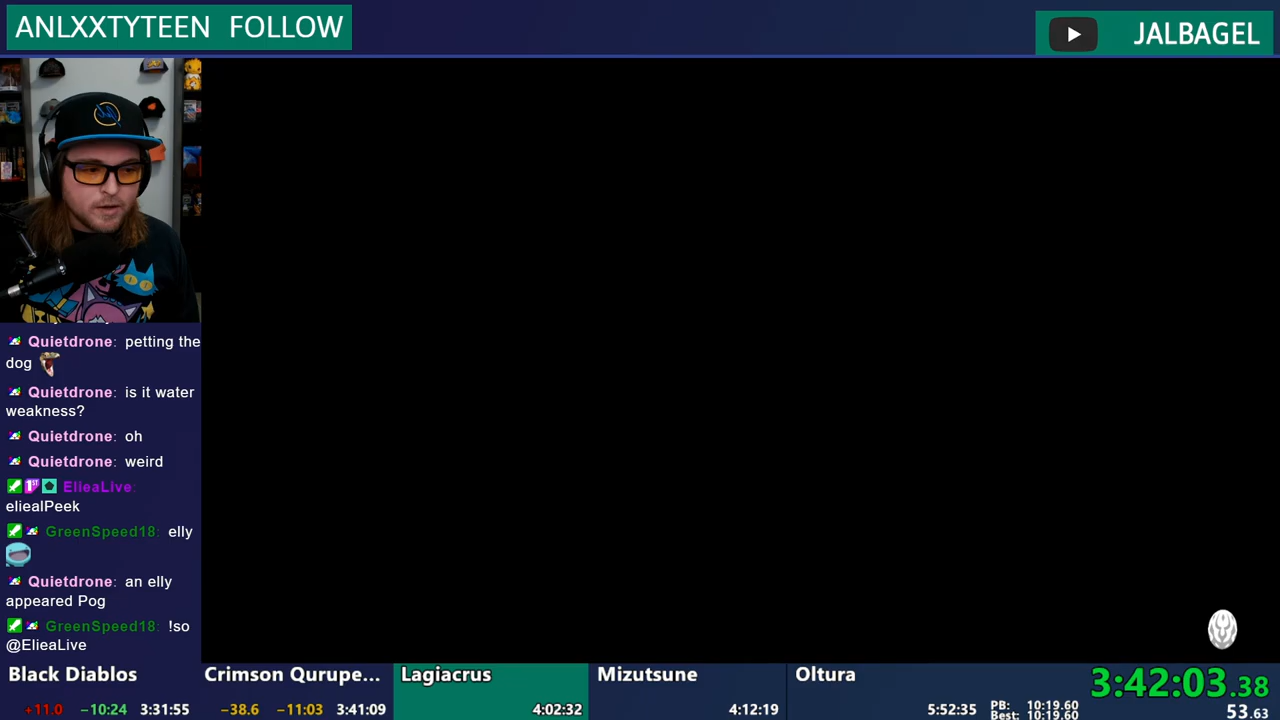 ANLXXTYTEEN FOLLOW
JALBAGEL
Quietdrone: petting the
dog
Quietdrone: is it water
weakness?
Quietdrone: oh
Quietdrone: weird
1ST ElieaLive:
eliealPeek
GreenSpeed18: elly
Quietdrone: an elly
appeared Pog
GreenSpeed18: !so
@ElieaLive
Black Diablos
+11.0 −10:24 3:31:55
Crimson Qurupe...
−38.6 −11:03 3:41:09
Lagiacrus
4:02:32
Mizutsune
4:12:19
Oltura
5:52:35
PB: 10:19.60
Best: 10:19.60
3:42:03.38
53.63